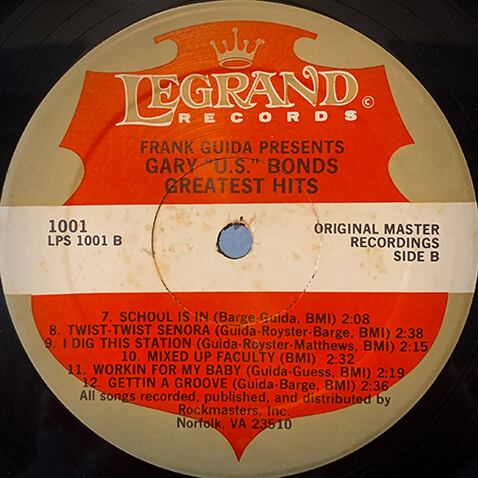 LEGRAND ©
RECORDS
FRANK GUIDA PRESENTS
GARY "U.S." BONDS
GREATEST HITS
1001
LPS 1001 B
ORIGINAL MASTER
RECORDINGS
SIDE B
7. SCHOUL IS IN (Barge-Guida, BMI) 2:08
8. TWIST-TWIST SENORA (Guida-Royster-Barge, BMI) 2:38
9. I DIG THIS STATION (Guida-Royster-Matthews, BMI) 2:15
10. MIXED UP FACULTY (BMI) 2:32
11. WORKIN FOR MY BABY (Guida-Guess, BMI) 2:19
12. GETTIN A GROOVE (Guida-Barge, BMI) 2:36
All songs recorded, published, and distributed by
Rockmasters, Inc.
Norfolk, VA 23510